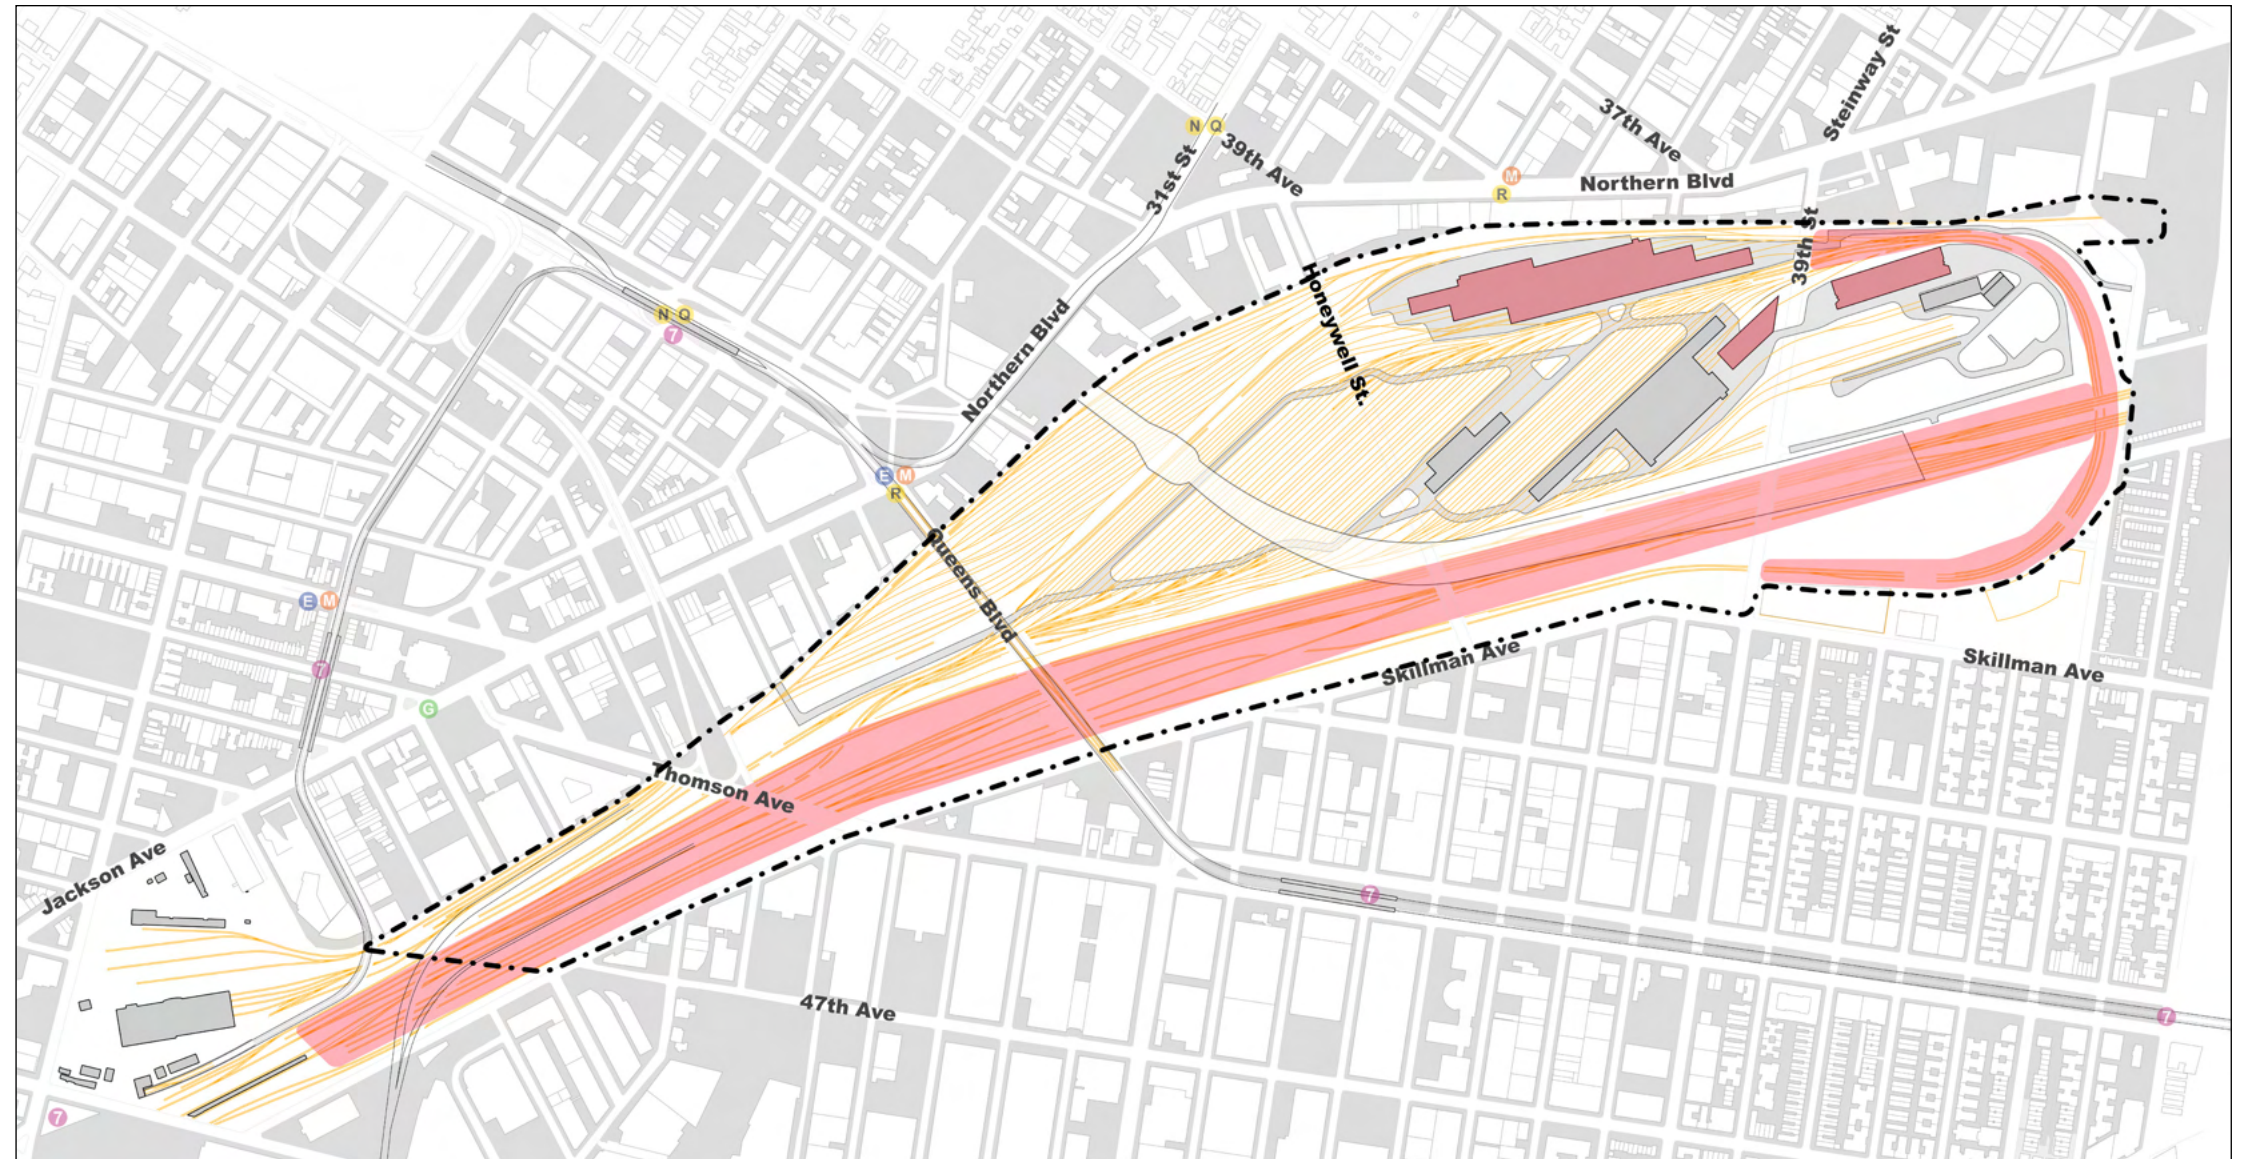 Steinway St
37th Ave
N Q
39th Ave
31st St
M
R
Northern Blvd
39th St
Honeywell St.
N Q
7
Northern Blvd
E M
R
Queens Blvd
E M
7
G
Skillman Ave
Skillman Ave
Thomson Ave
Jackson Ave
7
47th Ave
7
7